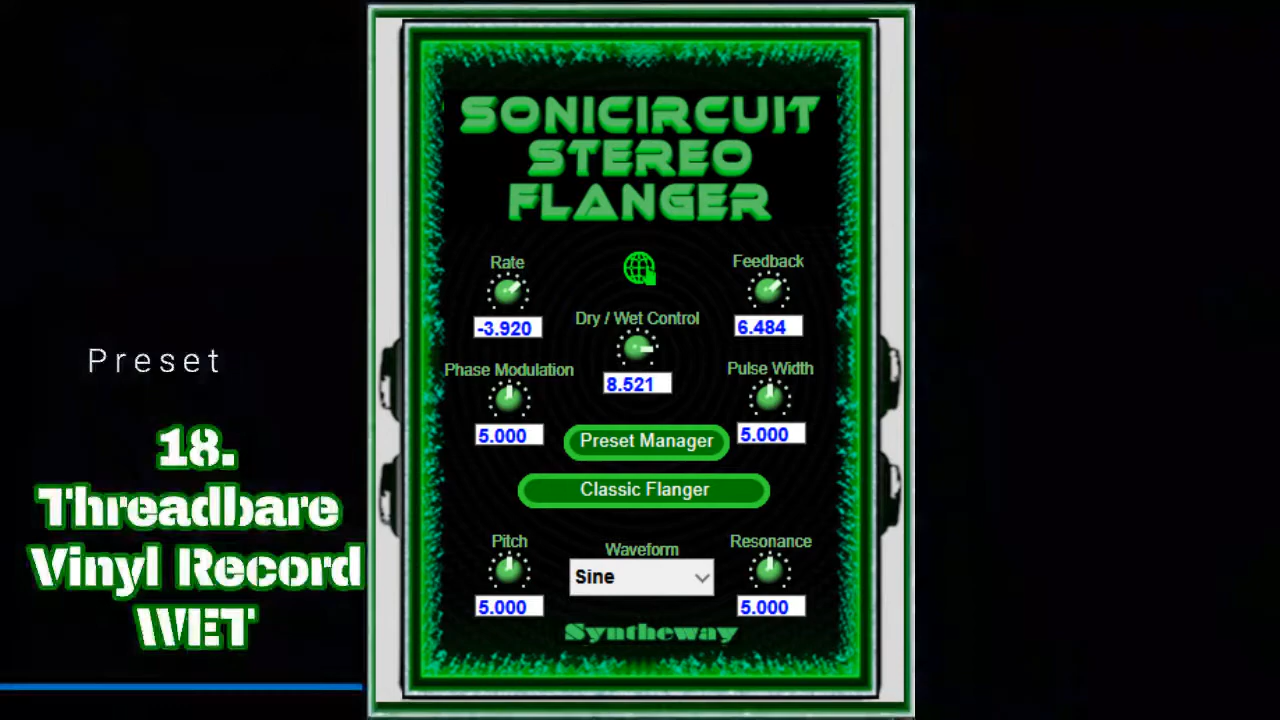 SONICIRCUIT
STEREO
FLANGER
Rate
-3.920
Feedback
6.484
Dry / Wet Control
8.521
Phase Modulation
5.000
Pulse Width
5.000
Preset Manager
Classic Flanger
Pitch
5.000
Waveform
Sine
Resonance
5.000
Syntheway
Preset
18.
Threadbare
Vinyl Record
WET